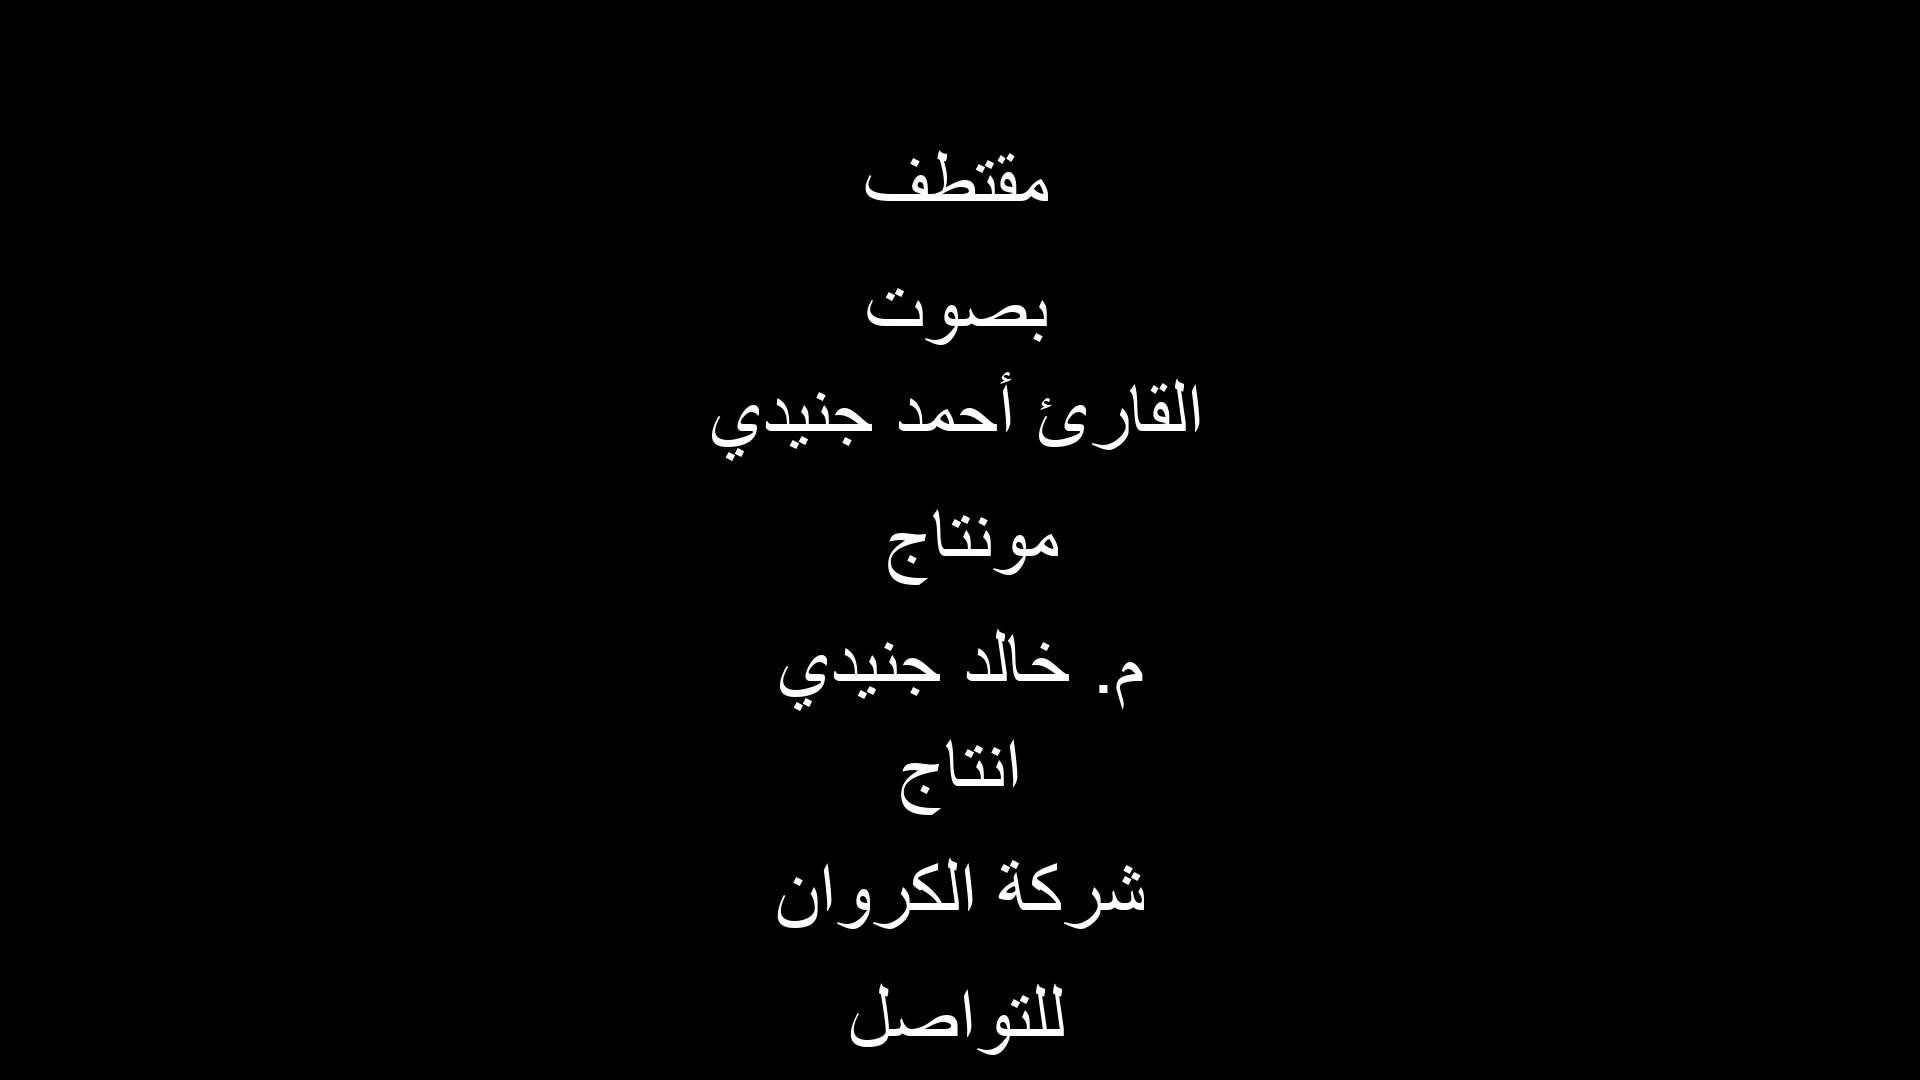 مقتطف
بصوت
القارئ أحمد جنيدي
مونتاج
م. خالد جنيدي
انتاج
شركة الكروان
للتواصل